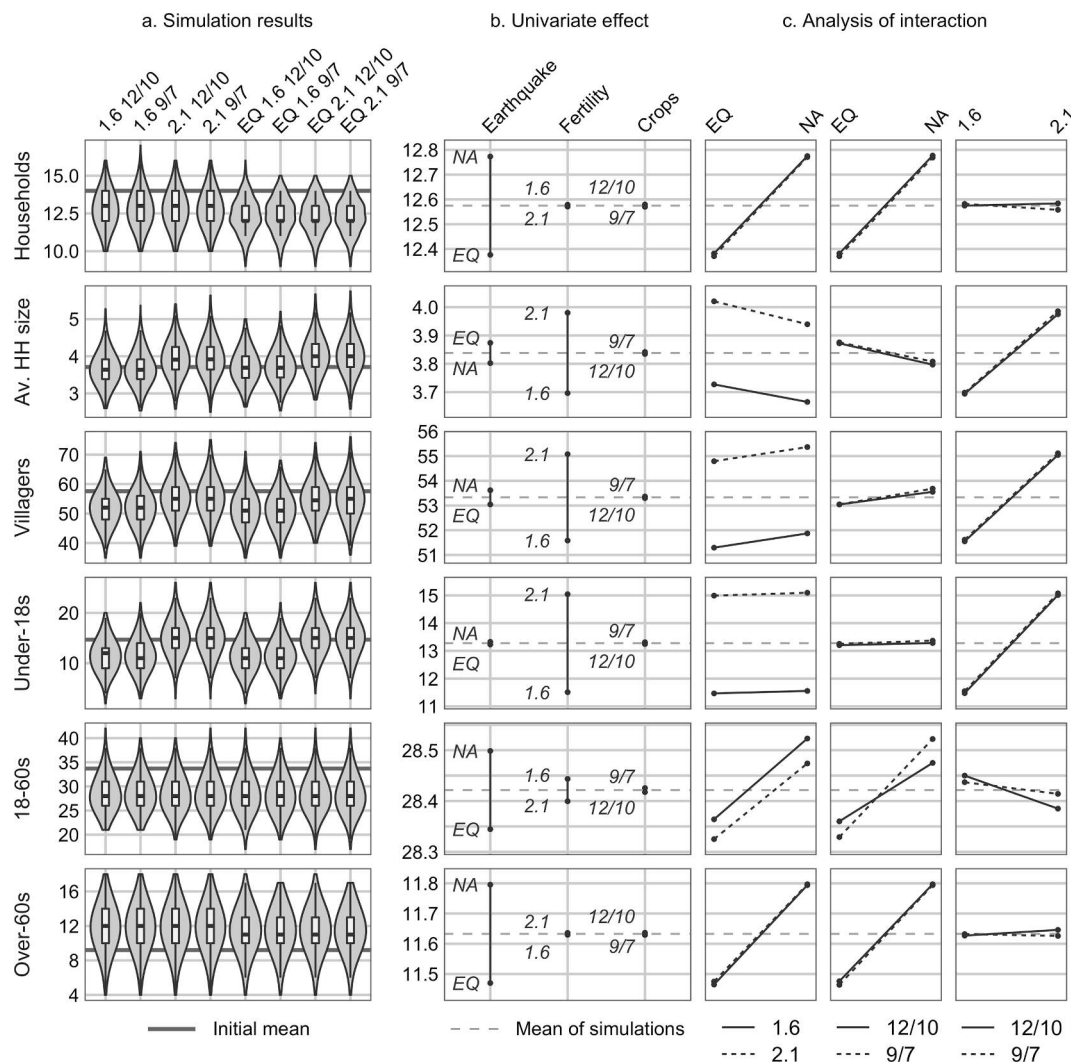 a. Simulation results
b. Univariate effect
c. Analysis of interaction
1.6 12/10
1.6 9/7
2.1 12/10
2.1 9/7
EQ 1.6 12/10
EQ 1.6 9/7
EQ 2.1 12/10
EQ 2.1 9/7
Earthquake
Fertility
Crops
EQ
NA
EQ
NA
1.6
2.1
Households
15.0
12.5
10.0
12.8
12.7
12.6
12.5
12.4
NA
EQ
1.6
2.1
12/10
9/7
Av. HH size
5
4
3
4.0
3.9
3.8
3.7
EQ
NA
2.1
1.6
9/7
12/10
Villagers
70
60
50
40
56
55
54
53
52
51
NA
EQ
2.1
1.6
9/7
12/10
Under-18s
20
10
15
14
13
12
11
NA
EQ
2.1
1.6
9/7
12/10
18-60s
40
35
30
25
20
28.5
28.4
28.3
NA
EQ
1.6
2.1
9/7
12/10
Over-60s
16
12
8
4
11.8
11.7
11.6
11.5
NA
EQ
2.1
1.6
12/10
9/7
Initial mean
Mean of simulations
1.6
2.1
12/10
9/7
12/10
9/7